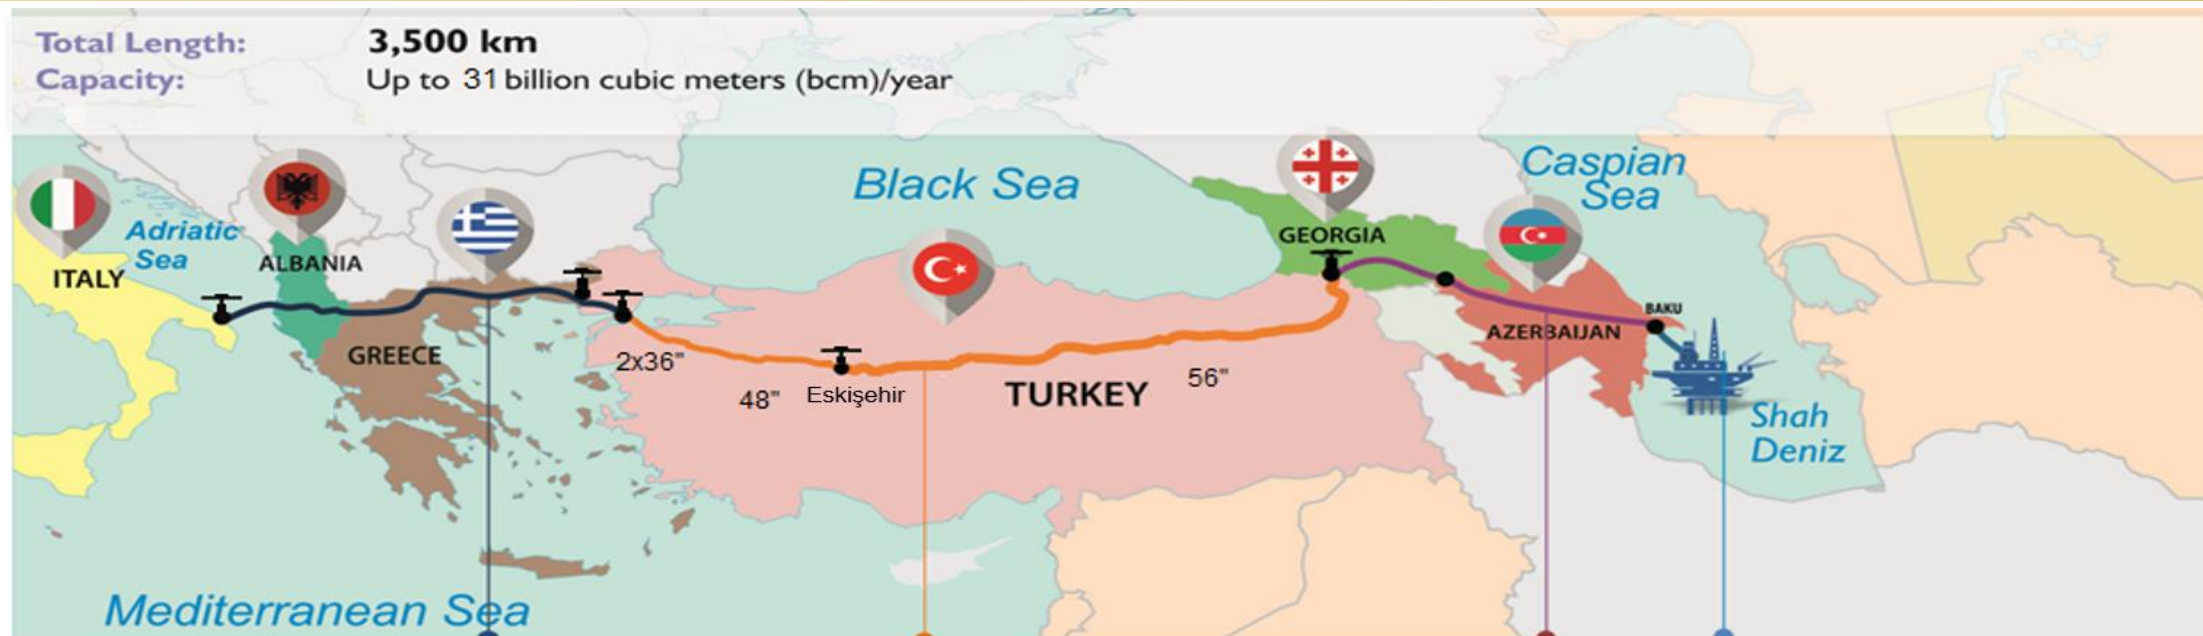 Total Length: 3,500 km
Capacity: Up to 31 billion cubic meters (bcm)/year
Black Sea
Caspian
Sea
Adriatic
Sea
ITALY
ALBANIA
GEORGIA
BAKU
AZERBAIJAN
GREECE
2x36"
48"
Eskişehir
TURKEY
56"
Shah
Deniz
Mediterranean Sea